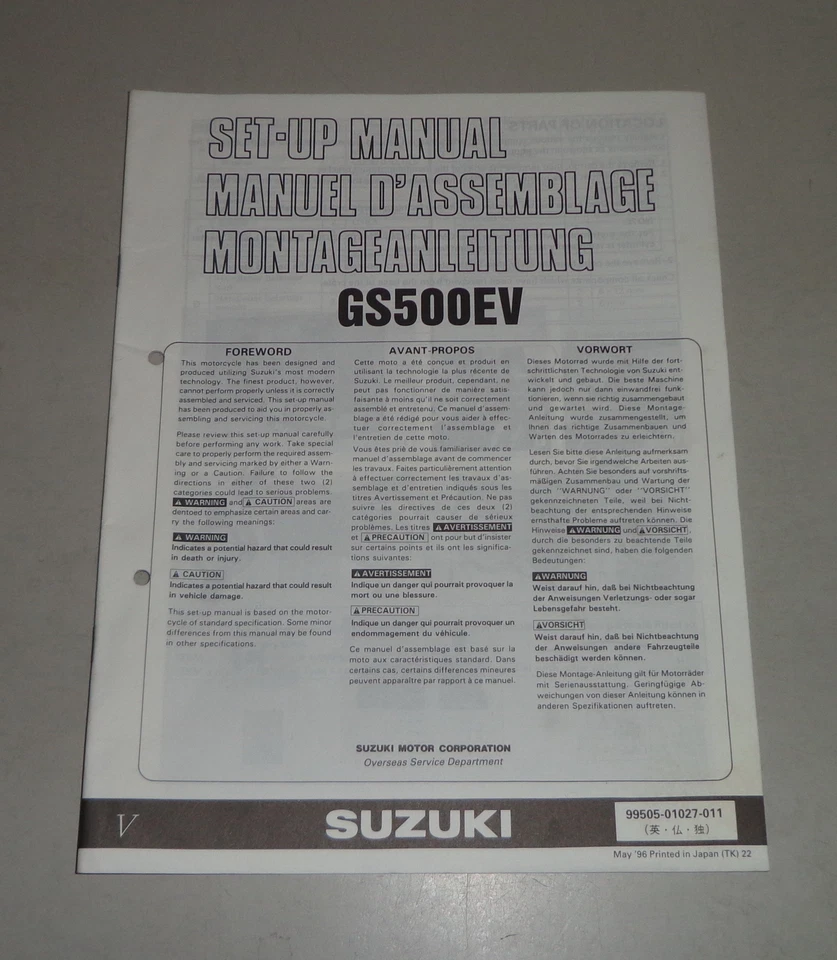 SET-UP MANUAL
MANUEL D'ASSEMBLAGE
MONTAGEANLEITUNG
GS500EV
FOREWORD
This motorcycle has been designed and
produced utilizing Suzuki's most modern
technology. The finest product, however,
cannot perform properly unless it is correctly
assembled and serviced. This set-up manual
has been produced to aid you in properly as-
sembling and servicing this motorcycle.
Please review this set-up manual carefully
before performing any work. Take special
care to properly perform the required assem-
bly and servicing marked by either a Warn-
ing or a Caution. Failure to follow the
directions in either of these two (2)
categories could lead to serious problems.
⚠ WARNING and ⚠ CAUTION areas are
dentoed to emphasize certain areas and car-
ry the following meanings:
⚠ WARNING
Indicates a potential hazard that could result
in death or injury.
⚠ CAUTION
Indicates a potential hazard that could result
in vehicle damage.
This set-up manual is based on the motor-
cycle of standard specification. Some minor
differences from this manual may be found
in other specifications.
AVANT-PROPOS
Cette moto a été conçue et produit en
utilisant la technologie la plus récente de
Suzuki. Le meilleur produit, cependant, ne
peut pas fonctionner de manière satis-
faisante à moins qu'il ne soit correctement
assemblé et entretenu. Ce manuel d'assem-
blage a été rédigé pour vous aider à effec-
tuer correctement l'assemblage et
l'entretien de cette moto.
Vous êtes prié de vous familiariser avec ce
manuel d'assemblage avant de commencer
les travaux. Faites particulièrement attention
à effectuer correctement les travaux d'as-
semblage et d'entretien indiqués sous les
titres Avertissement et Précaution. Ne pas
suivre les directives de ces deux (2)
catégories pourrait causer de sérieux
problèmes. Les titres ⚠ AVERTISSEMENT
et ⚠ PRECAUTION ont pour but d'insister
sur certains points et ils ont les significa-
tions suivantes:
⚠ AVERTISSEMENT
Indique un danger qui pourrait provoquer la
mort ou une blessure.
⚠ PRECAUTION
Indique un danger qui pourrait provoquer un
endommagement du véhicule.
Ce manuel d'assemblage est basé sur la
moto aux caractéristiques standard. Dans
certains cas, certains différences mineures
peuvent apparaître par rapport à ce manuel.
VORWORT
Dieses Motorrad wurde mit Hilfe der fort-
schrittlichsten Technologie von Suzuki ent-
wickelt und gebaut. Die beste Maschine
kann jedoch nur dann einwandfrei funk-
tionieren, wenn sie richtig zusammengebaut
und gewartet wird. Diese Montage-
Anleitung wurde zusammengestellt, um
Ihnen das richtige Zusammenbauen und
Warten des Motorrades zu erleichtern.
Lesen Sie bitte diese Anleitung aufmerksam
durch, bevor Sie irgendwelche Arbeiten aus-
führen. Achten Sie besonders auf vorshrifts-
mäßigen Zusammenbau und Wartung der
durch "WARNUNG" oder "VORSICHT"
gekennzeichneten Teile, weil bei Nicht-
beachtung der entsprechenden Hinweise
ernsthafte Probleme auftreten können. Die
Hinweise ⚠WARNUNG und ⚠VORSICHT,
durch die besonders zu beachtende Teile
gekennzeichnet sind, haben die folgenden
Bedeutungen:
⚠WARNUNG
Weist darauf hin, daß bei Nichtbeachtung
der Anweisungen Verletzungs- oder sogar
Lebensgefahr besteht.
⚠VORSICHT
Weist darauf hin, daß bei Nichtbeachtung
der Anweisungen andere Fahrzeugteile
beschädigt werden können.
Diese Montage-Anleitung gilt für Motorräder
mit Serienausstattung. Geringfügige Ab-
weichungen von dieser Anleitung können in
anderen Spezifikationen auftreten.
SUZUKI MOTOR CORPORATION
Overseas Service Department
V
SUZUKI
99505-01027-011
(英・仏・独)
May '96 Printed in Japan (TK) 22